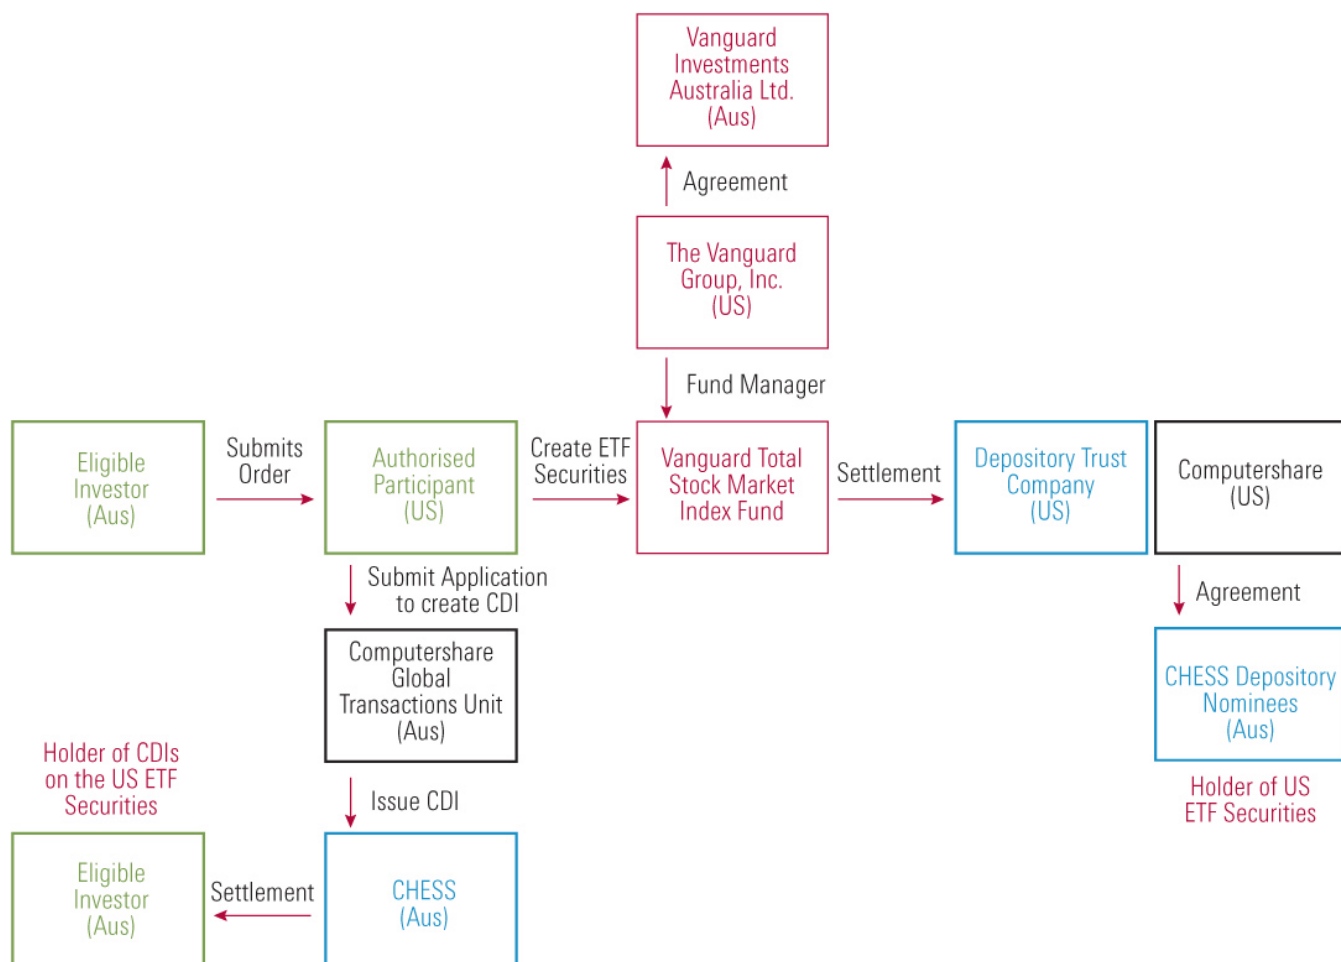 Vanguard
Investments
Australia Ltd.
(Aus)
Agreement
The Vanguard
Group, Inc.
(US)
Fund Manager
Eligible
Investor
(Aus)
Submits
Order
Authorised
Participant
(US)
Create ETF
Securities
Vanguard Total
Stock Market
Index Fund
Settlement
Depository Trust
Company
(US)
Computershare
(US)
Submit Application
to create CDI
Agreement
Computershare
Global
Transactions Unit
(Aus)
CHESS Depository
Nominees
(Aus)
Holder of CDIs
on the US ETF
Securities
Issue CDI
Holder of US
ETF Securities
Eligible
Investor
(Aus)
Settlement
CHESS
(Aus)